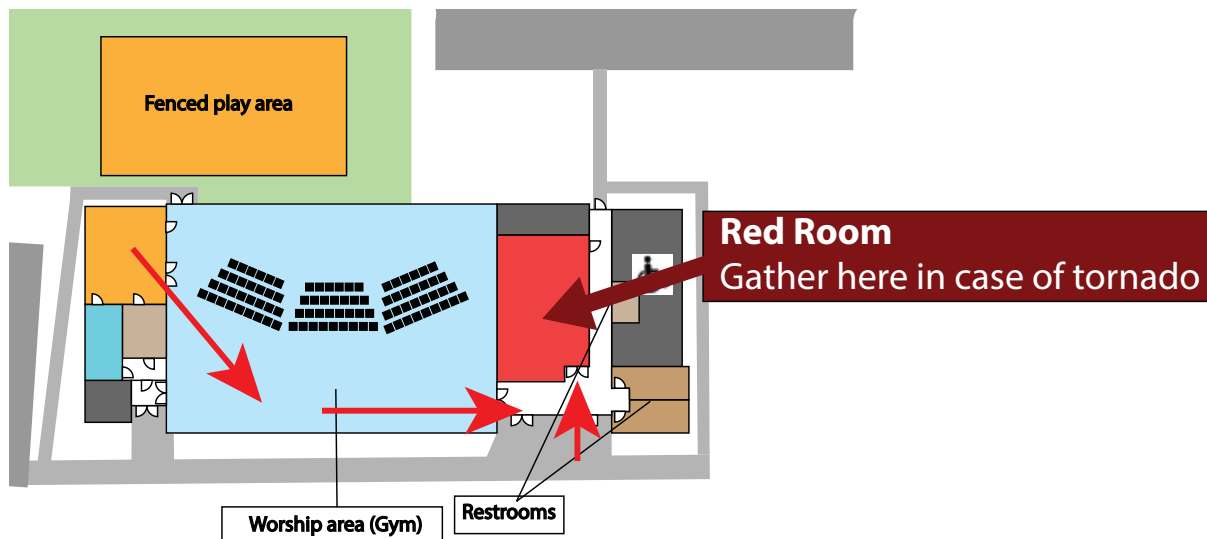 Fenced play area
Red Room
Gather here in case of tornado
Restrooms
Worship area (Gym)